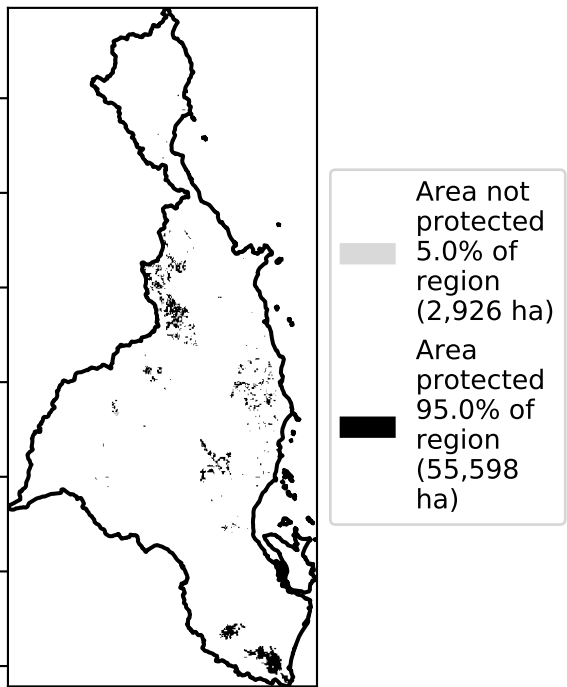 Area not
protected
5.0% of
region
(2,926 ha)
Area
protected
95.0% of
region
(55,598
ha)